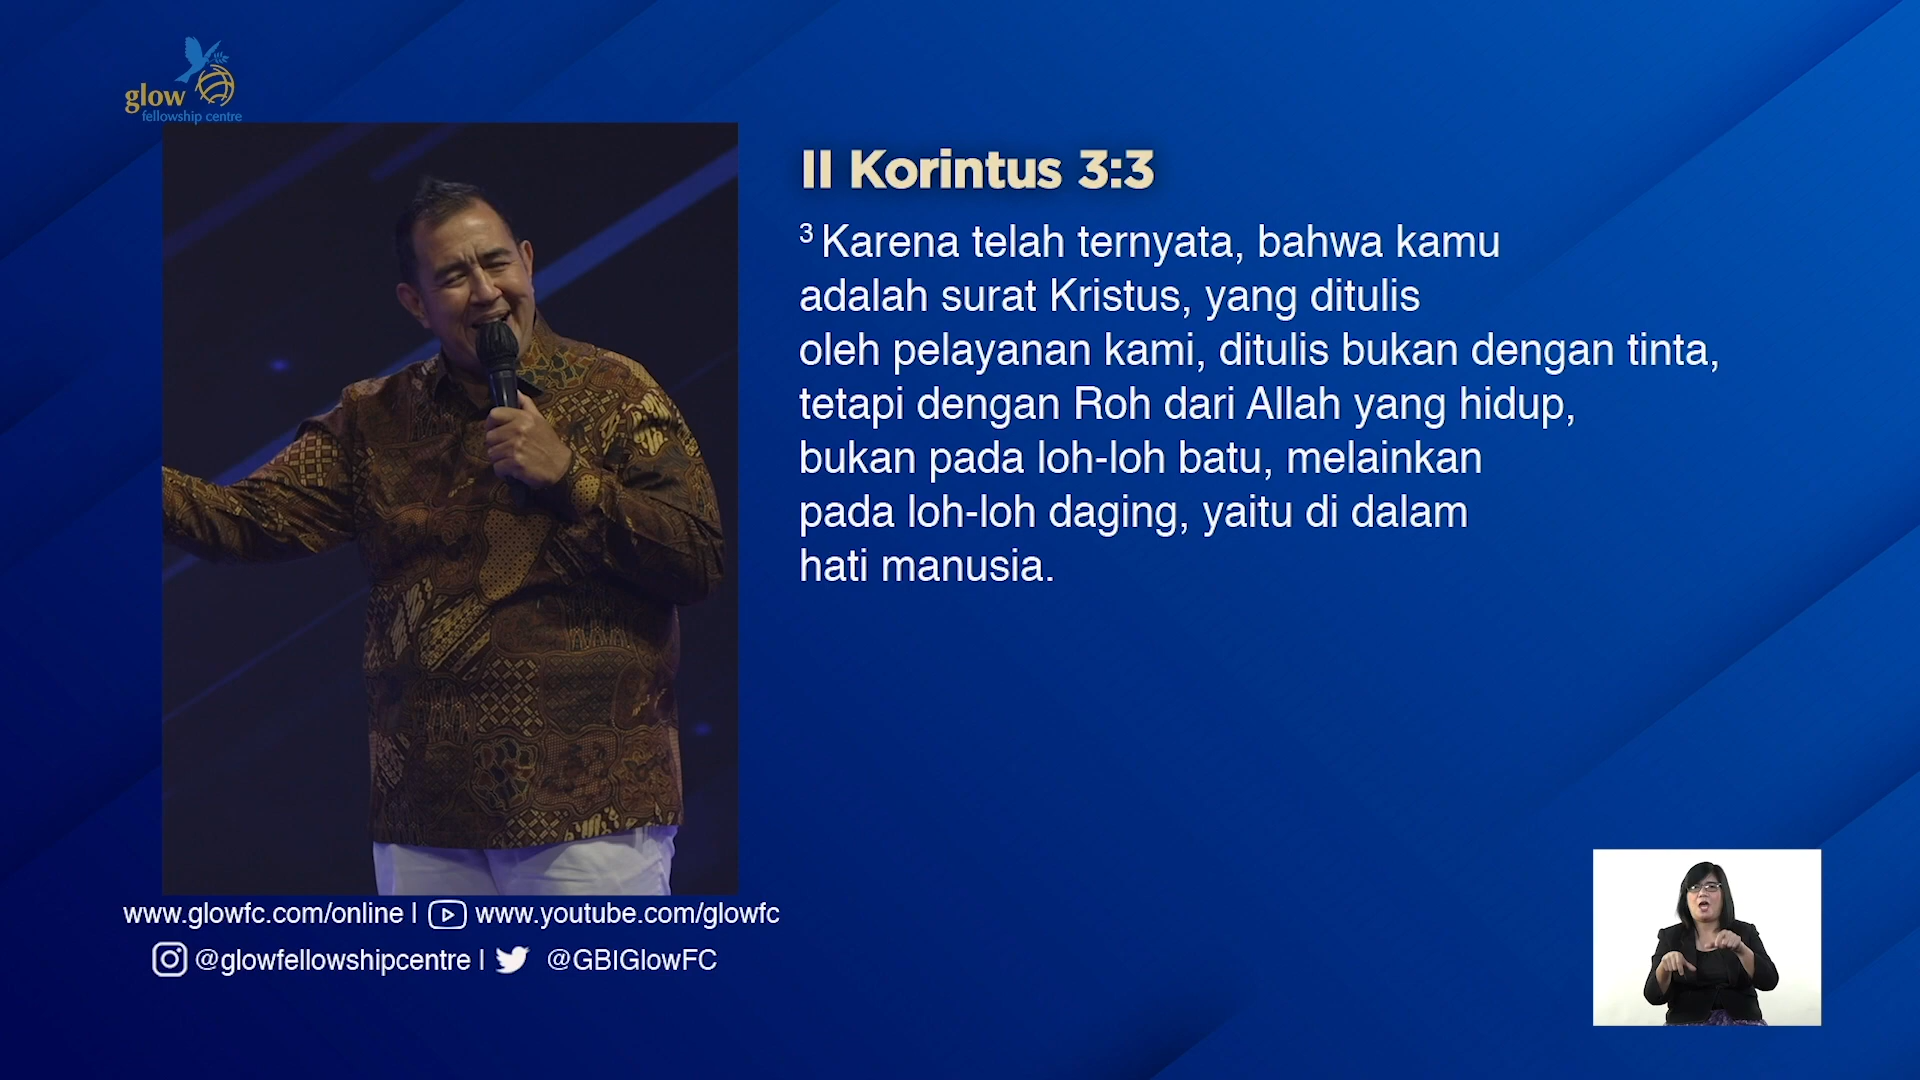 glow
fellowship centre
II Korintus 3:3
3 Karena telah ternyata, bahwa kamu
adalah surat Kristus, yang ditulis
oleh pelayanan kami, ditulis bukan dengan tinta,
tetapi dengan Roh dari Allah yang hidup,
bukan pada loh-loh batu, melainkan
pada loh-loh daging, yaitu di dalam
hati manusia.
www.glowfc.com/online | www.youtube.com/glowfc
@glowfellowshipcentre | @GBIGlowFC